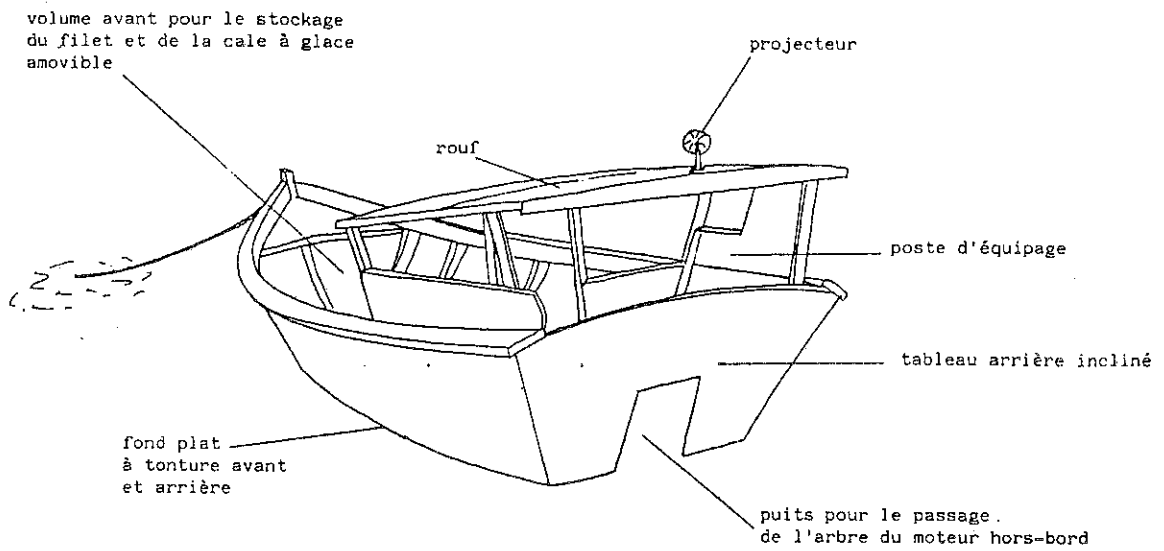 volume avant pour le stockage
du filet et de la cale à glace
amovible
projecteur
rouf
poste d'équipage
tableau arrière incliné
fond plat
à tonture avant
et arrière
puits pour le passage.
de l'arbre du moteur hors-bord